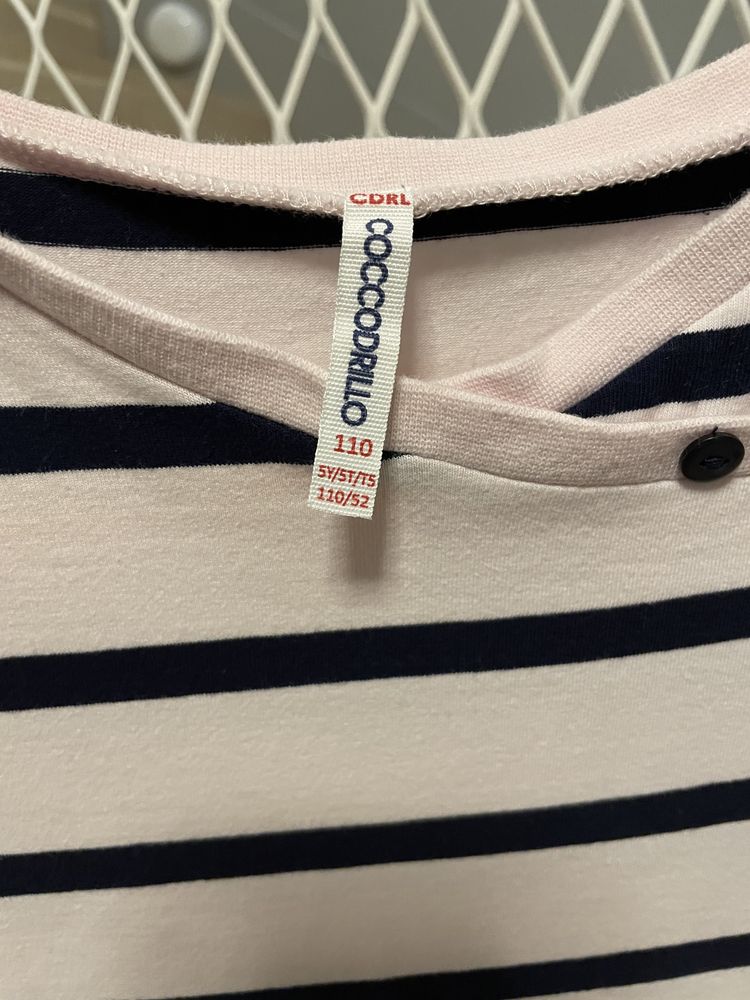 CDRL
COCCODRILLO
110
5Y/5T/T5
110/52